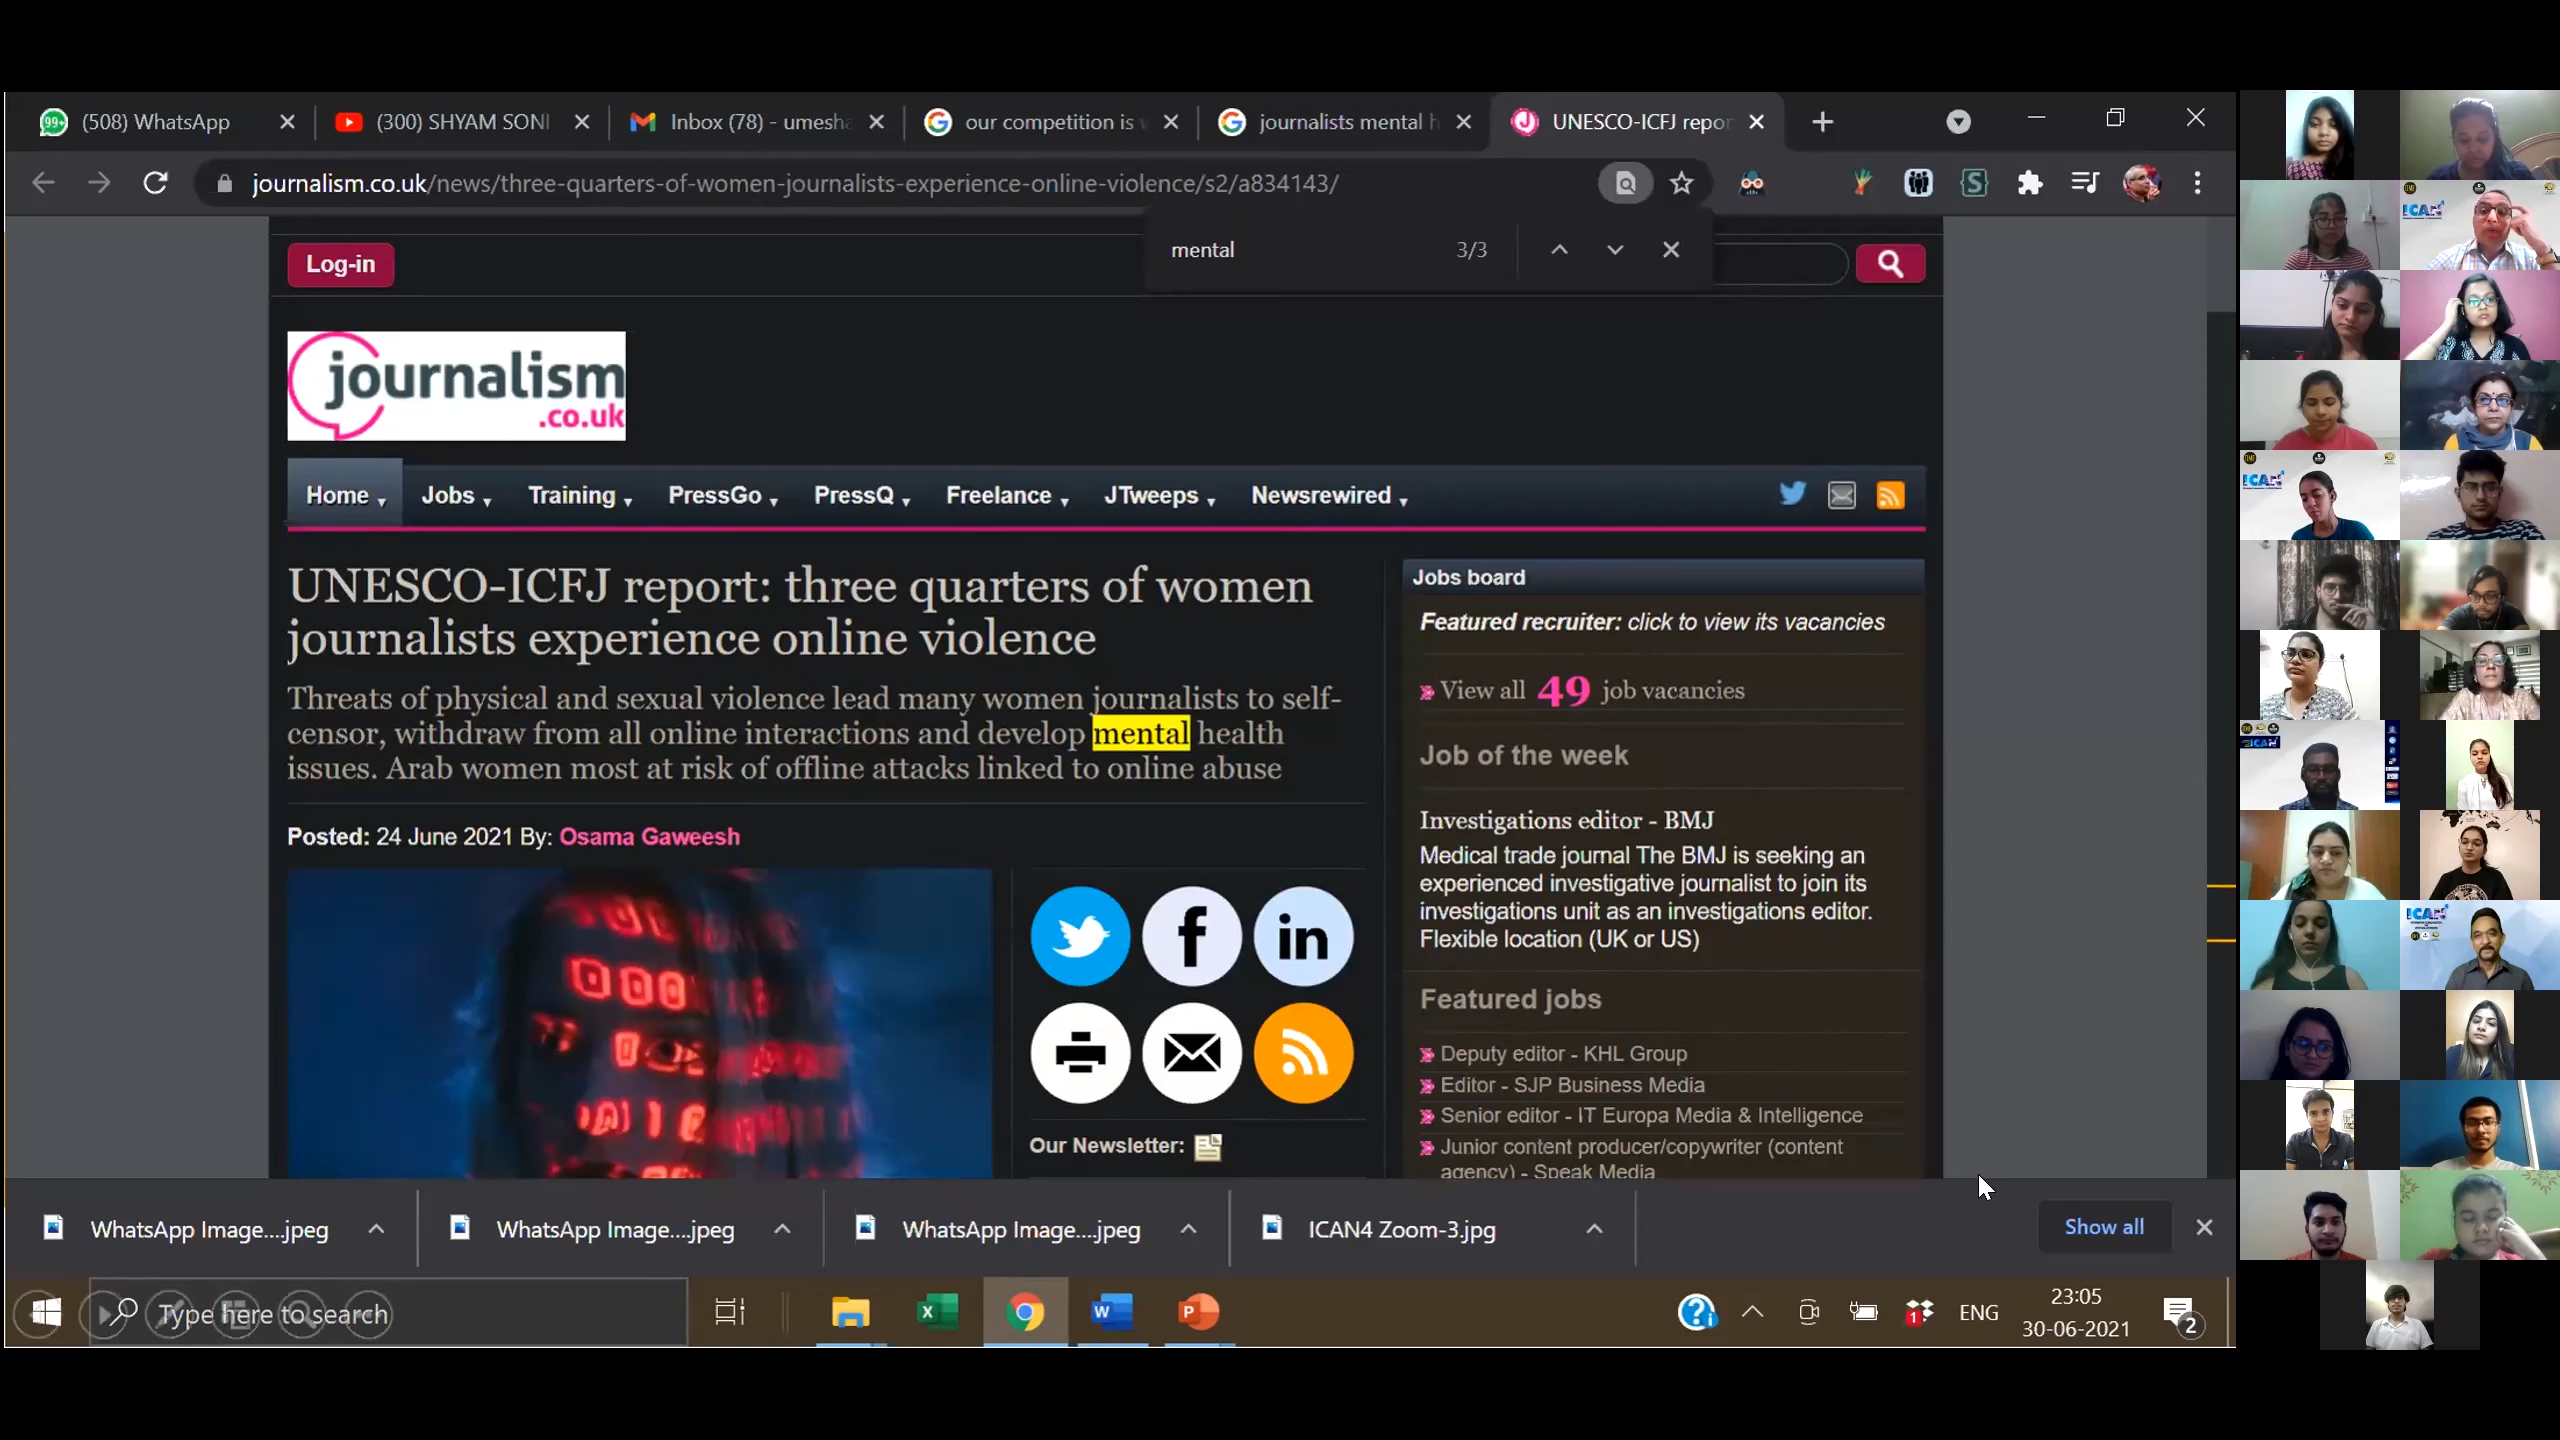 (508) WhatsApp
(300) SHYAM SONI
Inbox (78) - umesha
our competition is
journalists mental h
UNESCO-ICFJ repor
journalism.co.uk/news/three-quarters-of-women-journalists-experience-online-violence/s2/a834143/
mental
3/3
Log-in
journalism
.co.uk
Home
Jobs
Training
PressGo
PressQ
Freelance
JTweeps
Newsrewired
UNESCO-ICFJ report: three quarters of women
journalists experience online violence
Threats of physical and sexual violence lead many women journalists to self-
censor, withdraw from all online interactions and develop mental health
issues. Arab women most at risk of offline attacks linked to online abuse
Posted: 24 June 2021 By: Osama Gaweesh
Our Newsletter:
Jobs board
Featured recruiter: click to view its vacancies
View all 49 job vacancies
Job of the week
Investigations editor - BMJ
Medical trade journal The BMJ is seeking an
experienced investigative journalist to join its
investigations unit as an investigations editor.
Flexible location (UK or US)
Featured jobs
Deputy editor - KHL Group
Editor - SJP Business Media
Senior editor - IT Europa Media & Intelligence
Junior content producer/copywriter (content
agency) - Speak Media
WhatsApp Image....jpeg
WhatsApp Image....jpeg
WhatsApp Image....jpeg
ICAN4 Zoom-3.jpg
Show all
Type here to search
ENG
23:05
30-06-2021
2
ICAN
ICAN
ICAN
ICAN